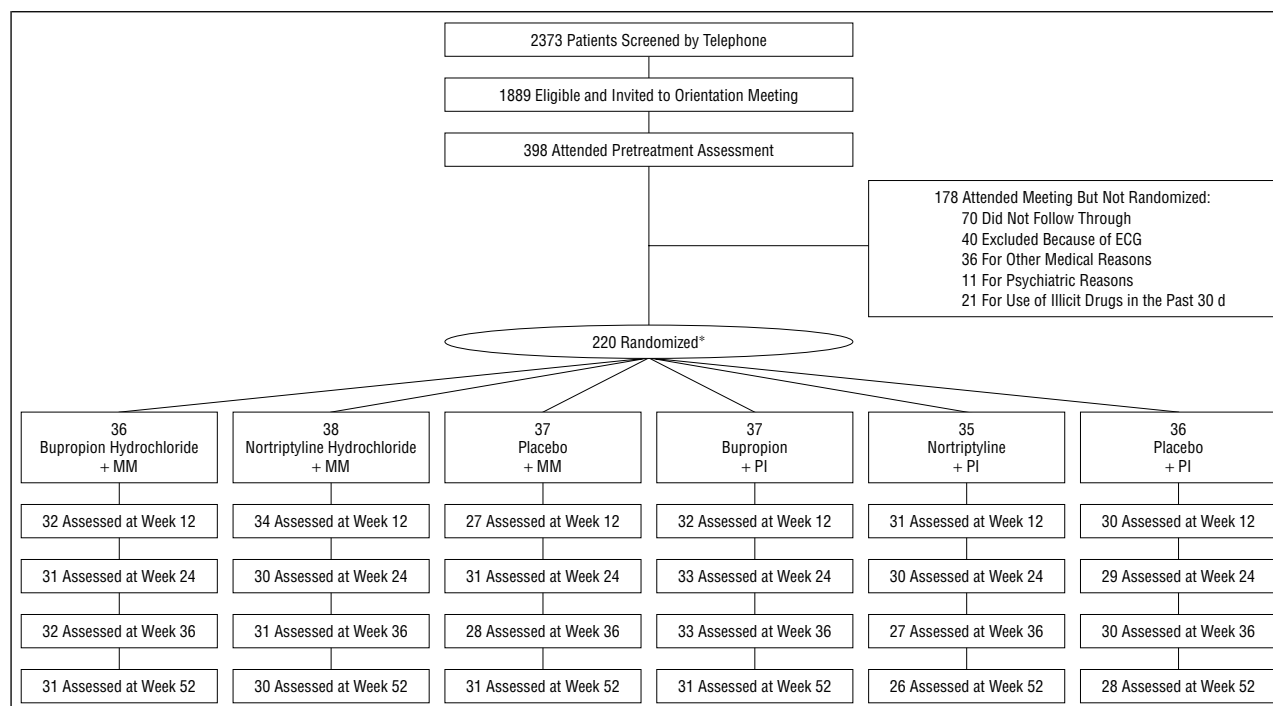 2373 Patients Screened by Telephone
1889 Eligible and Invited to Orientation Meeting
398 Attended Pretreatment Assessment
178 Attended Meeting But Not Randomized:
70 Did Not Follow Through
40 Excluded Because of ECG
36 For Other Medical Reasons
11 For Psychiatric Reasons
21 For Use of Illicit Drugs in the Past 30 d
220 Randomized*
36
Bupropion Hydrochloride
+ MM
38
Nortriptyline Hydrochloride
+ MM
37
Placebo
+ MM
37
Bupropion
+ PI
35
Nortriptyline
+ PI
36
Placebo
+ PI
32 Assessed at Week 12
34 Assessed at Week 12
27 Assessed at Week 12
32 Assessed at Week 12
31 Assessed at Week 12
30 Assessed at Week 12
31 Assessed at Week 24
30 Assessed at Week 24
31 Assessed at Week 24
33 Assessed at Week 24
30 Assessed at Week 24
29 Assessed at Week 24
32 Assessed at Week 36
31 Assessed at Week 36
28 Assessed at Week 36
33 Assessed at Week 36
27 Assessed at Week 36
30 Assessed at Week 36
31 Assessed at Week 52
30 Assessed at Week 52
31 Assessed at Week 52
31 Assessed at Week 52
26 Assessed at Week 52
28 Assessed at Week 52